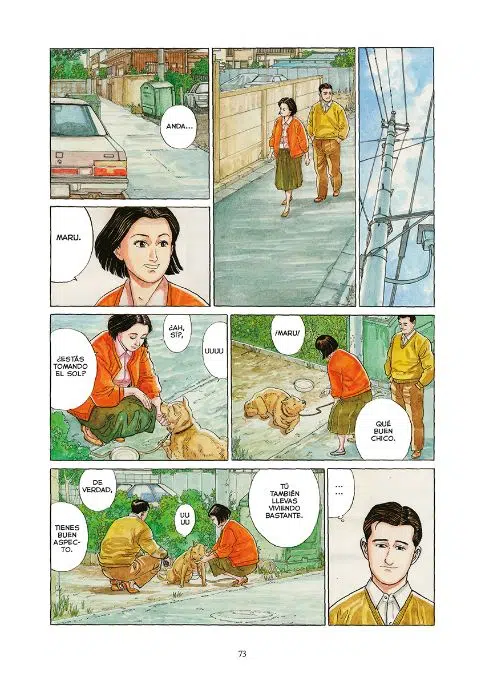 ANDA...
MARU.
¡MARU!
QUÉ
BUEN
CHICO.
UUUU
¿AH,
SÍ?,
¿ESTÁS
TOMANDO
EL SOL?
...
...
TÚ
TAMBIÉN
LLEVAS
VIVIENDO
BASTANTE.
UU
UU
DE
VERDAD,
TIENES
BUEN
ASPEC-
TO.
73